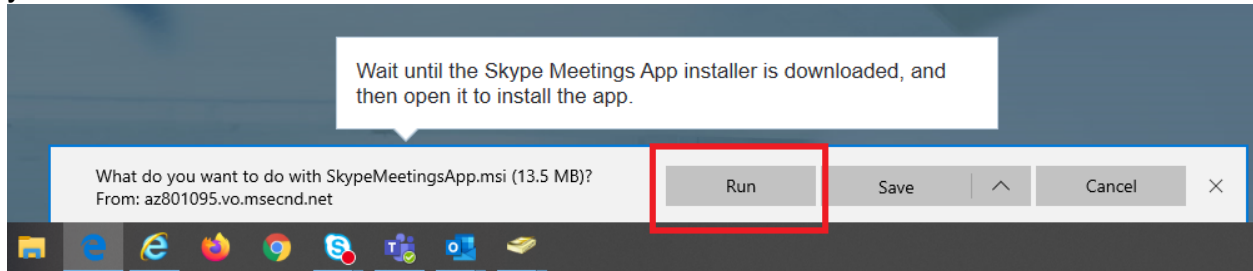 Wait until the Skype Meetings App installer is downloaded, and
then open it to install the app.
What do you want to do with SkypeMeetingsApp.msi (13.5 MB)?
From: az801095.vo.msecnd.net
Run
Save
Cancel